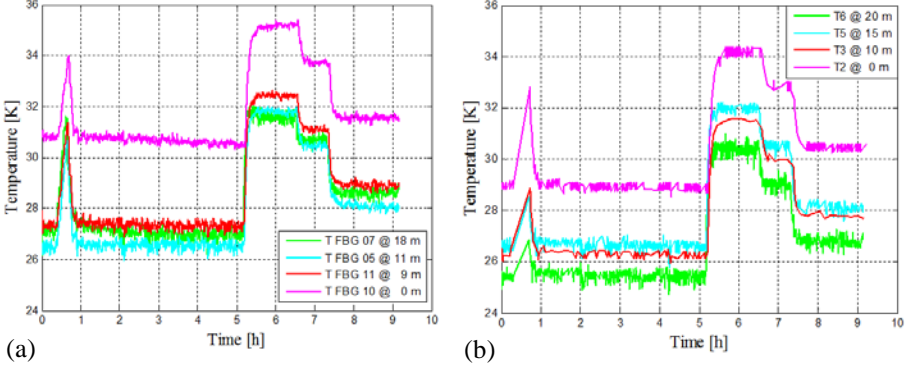 36
34
32
30
28
26
24
Temperature [K]
T FBG 07 @ 18 m
T FBG 05 @ 11 m
T FBG 11 @ 9 m
T FBG 10 @ 0 m
0 1 2 3 4 5 6 7 8 9 10
Time [h]
(a)
36
34
32
30
28
26
24
Temperature [K]
T6 @ 20 m
T5 @ 15 m
T3 @ 10 m
T2 @ 0 m
0 1 2 3 4 5 6 7 8 9 10
Time [h]
(b)